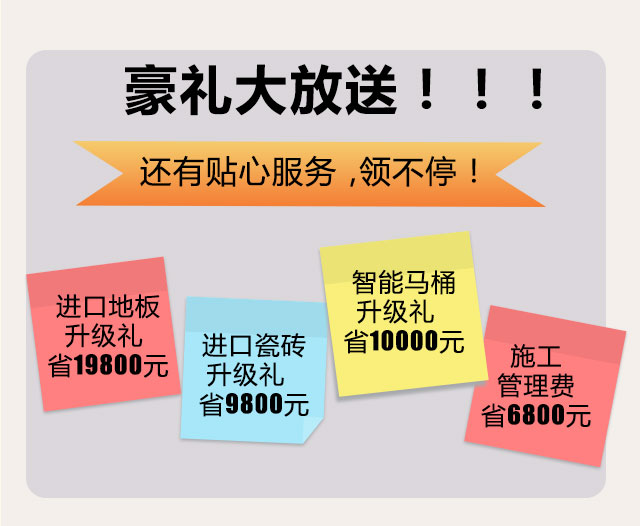 豪礼大放送！！！
还有贴心服务,领不停！
进口地板
升级礼
省19800元
进口瓷砖
升级礼
省9800元
智能马桶
升级礼
省10000元
施工
管理费
省6800元